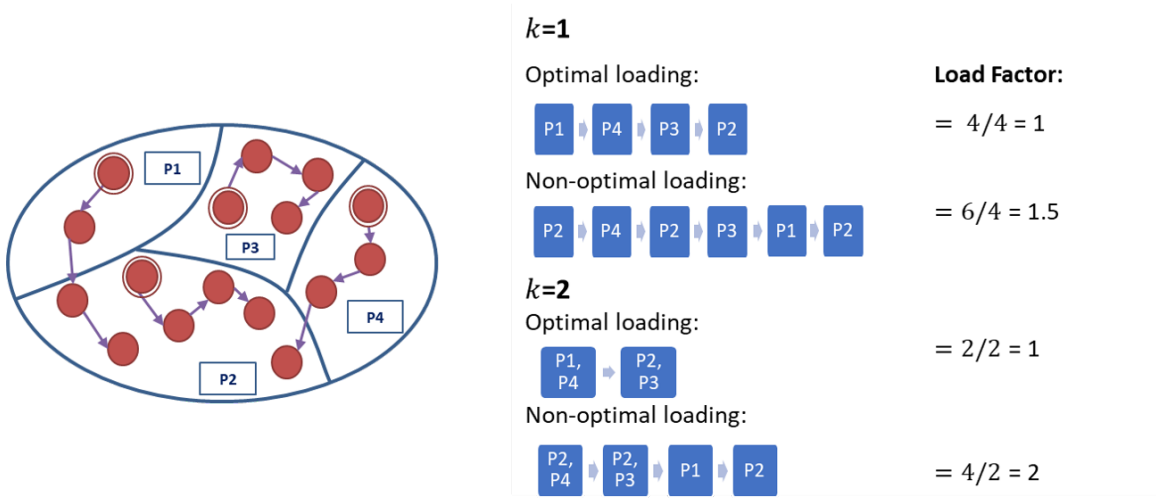 P1
P3
P4
P2
k=1
Optimal loading:
Load Factor:
P1 P4 P3 P2
= 4/4 = 1
Non-optimal loading:
P2 P4 P2 P3 P1 P2
= 6/4 = 1.5
k=2
Optimal loading:
P1, P2,
P4 P3
= 2/2 = 1
Non-optimal loading:
P2, P2,
P4 P3 P1 P2
= 4/2 = 2